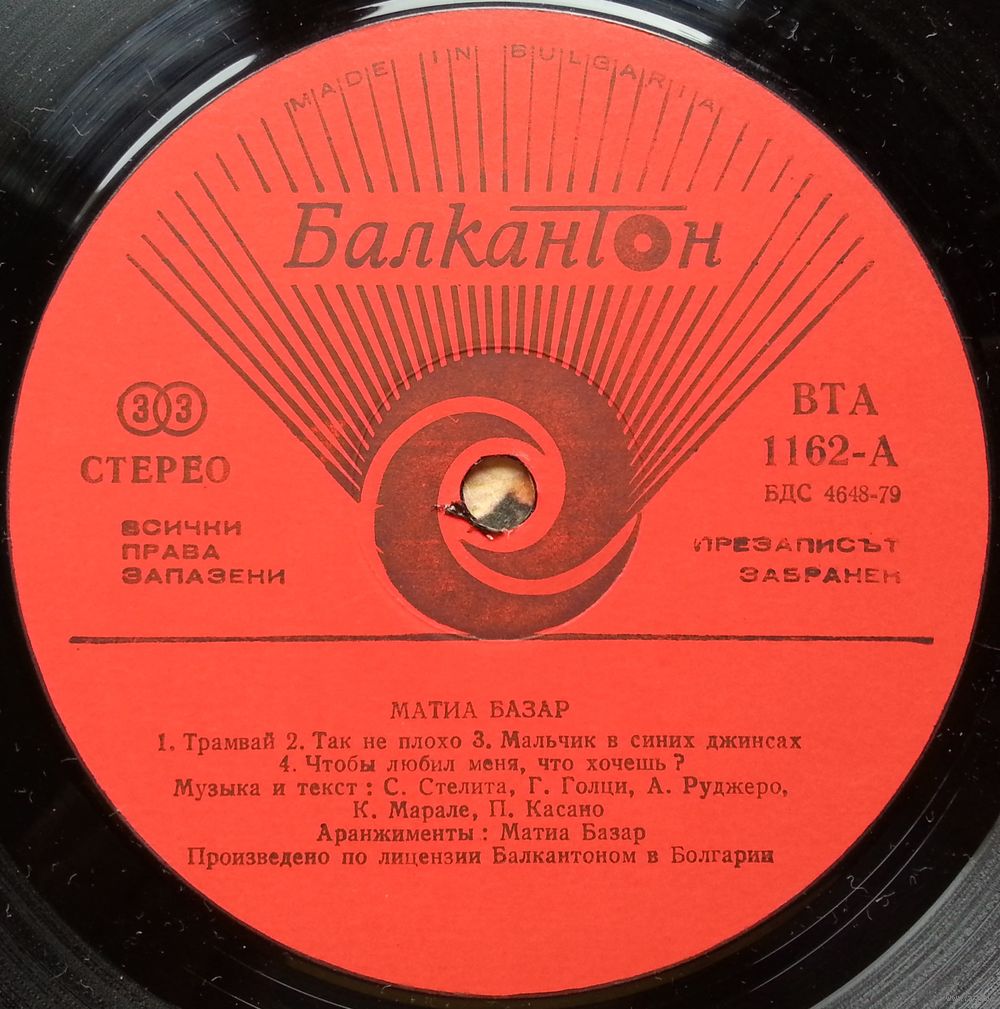 MADE IN BULGARIA
Балкантон
33
СТЕРЕО
ВСИЧКИ
ПРАВА
ЗАПАЗЕНИ
ВТА
1162-А
БДС 4648-79
ПРЕЗАПИСЪТ
ЗАБРАНЕН
МАТИА БАЗАР
1. Трамвай 2. Так не плохо 3. Мальчик в синих джинсах
4. Чтобы любил меня, что хочешь ?
Музыка и текст : С. Стелита, Г. Голци, А. Руджеро,
К. Марале, П. Касано
Аранжименты : Матиа Базар
Произведено по лицензии Балкантоном в Болгарии